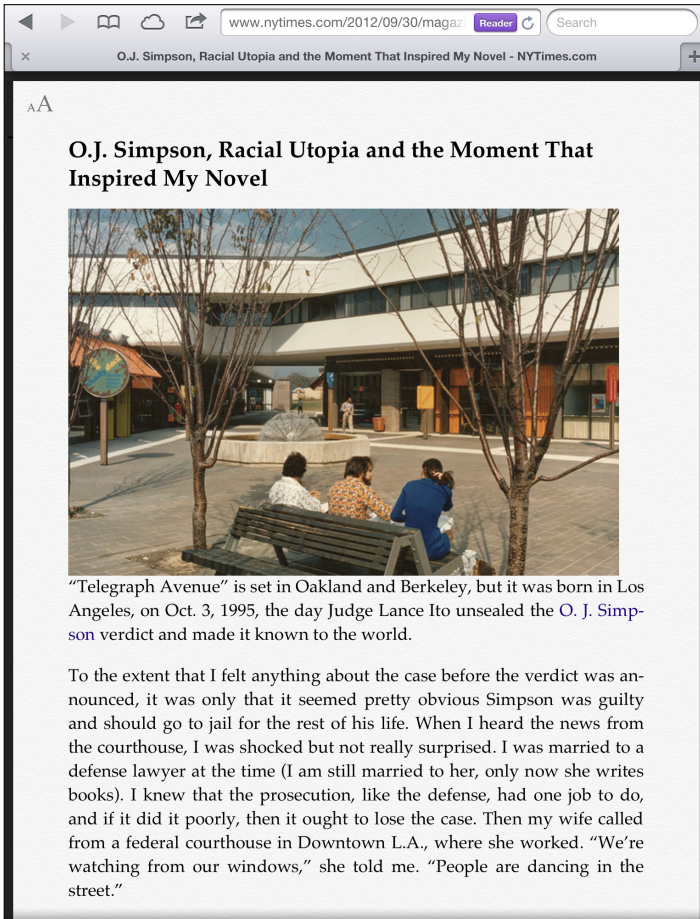 www.nytimes.com/2012/09/30/magaz
Reader
Search
O.J. Simpson, Racial Utopia and the Moment That Inspired My Novel - NYTimes.com
AA
O.J. Simpson, Racial Utopia and the Moment That
Inspired My Novel
“Telegraph Avenue” is set in Oakland and Berkeley, but it was born in Los
Angeles, on Oct. 3, 1995, the day Judge Lance Ito unsealed the O. J. Simp-
son verdict and made it known to the world.
To the extent that I felt anything about the case before the verdict was an-
nounced, it was only that it seemed pretty obvious Simpson was guilty
and should go to jail for the rest of his life. When I heard the news from
the courthouse, I was shocked but not really surprised. I was married to a
defense lawyer at the time (I am still married to her, only now she writes
books). I knew that the prosecution, like the defense, had one job to do,
and if it did it poorly, then it ought to lose the case. Then my wife called
from a federal courthouse in Downtown L.A., where she worked. “We’re
watching from our windows,” she told me. “People are dancing in the
street.”